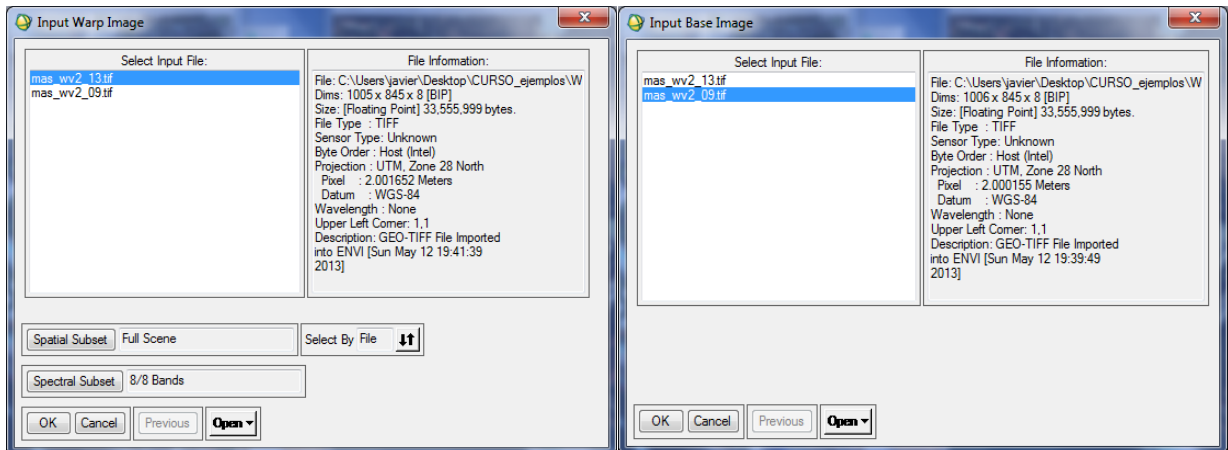 Input Warp Image
x
Select Input File:
mas_wv2_13.tif
mas_wv2_09.tif
File Information:
File: C:\Users\javier\Desktop\CURSO_ejemplos\W
Dims: 1005 x 845 x 8 [BIP]
Size: [Floating Point] 33,555,999 bytes.
File Type : TIFF
Sensor Type: Unknown
Byte Order : Host (Intel)
Projection : UTM, Zone 28 North
Pixel : 2.001652 Meters
Datum : WGS-84
Wavelength : None
Upper Left Corner: 1,1
Description: GEO-TIFF File Imported
into ENVI [Sun May 12 19:41:39
2013]
Spatial Subset Full Scene
Select By File
Spectral Subset 8/8 Bands
OK Cancel Previous Open
Input Base Image
x
Select Input File:
mas_wv2_13.tif
mas_wv2_09.tif
File Information:
File: C:\Users\javier\Desktop\CURSO_ejemplos\W
Dims: 1006 x 845 x 8 [BIP]
Size: [Floating Point] 33,555,999 bytes.
File Type : TIFF
Sensor Type: Unknown
Byte Order : Host (Intel)
Projection : UTM, Zone 28 North
Pixel : 2.000155 Meters
Datum : WGS-84
Wavelength : None
Upper Left Corner: 1,1
Description: GEO-TIFF File Imported
into ENVI [Sun May 12 19:39:49
2013]
OK Cancel Previous Open